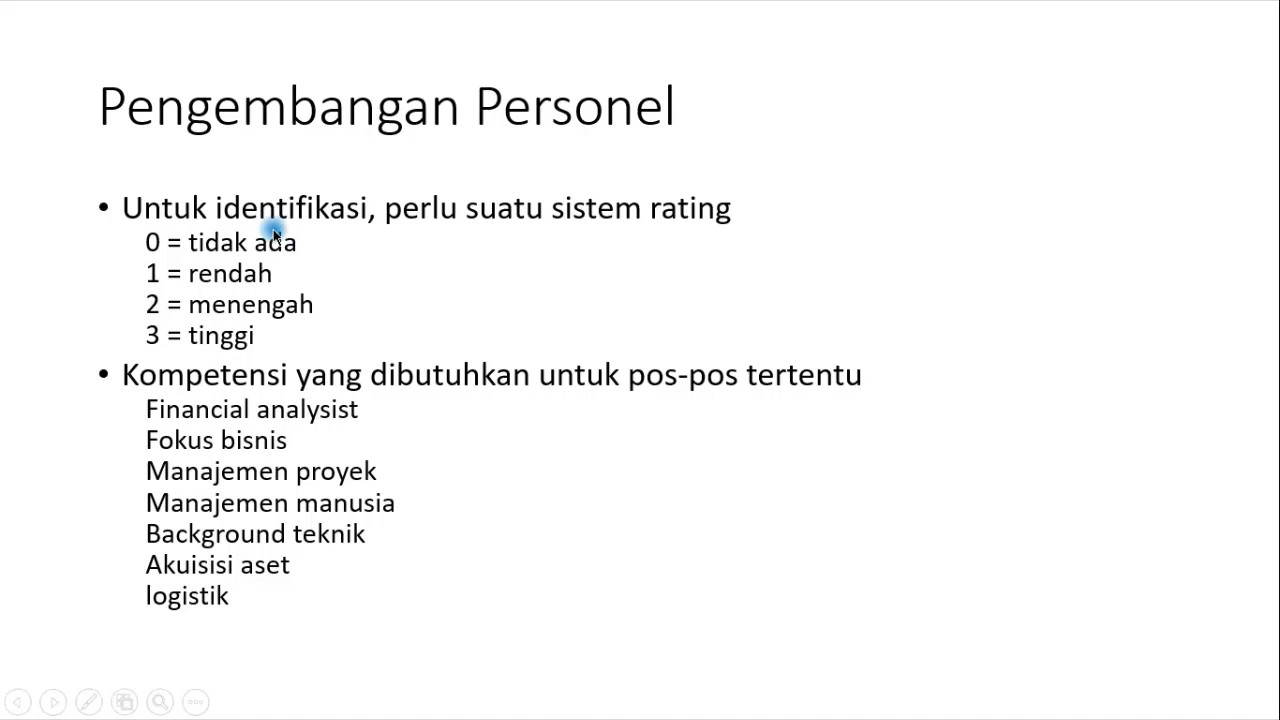 Pengembangan Personel
• Untuk identifikasi, perlu suatu sistem rating
0 = tidak ada
1 = rendah
2 = menengah
3 = tinggi
• Kompetensi yang dibutuhkan untuk pos-pos tertentu
Financial analysist
Fokus bisnis
Manajemen proyek
Manajemen manusia
Background teknik
Akuisisi aset
logistik